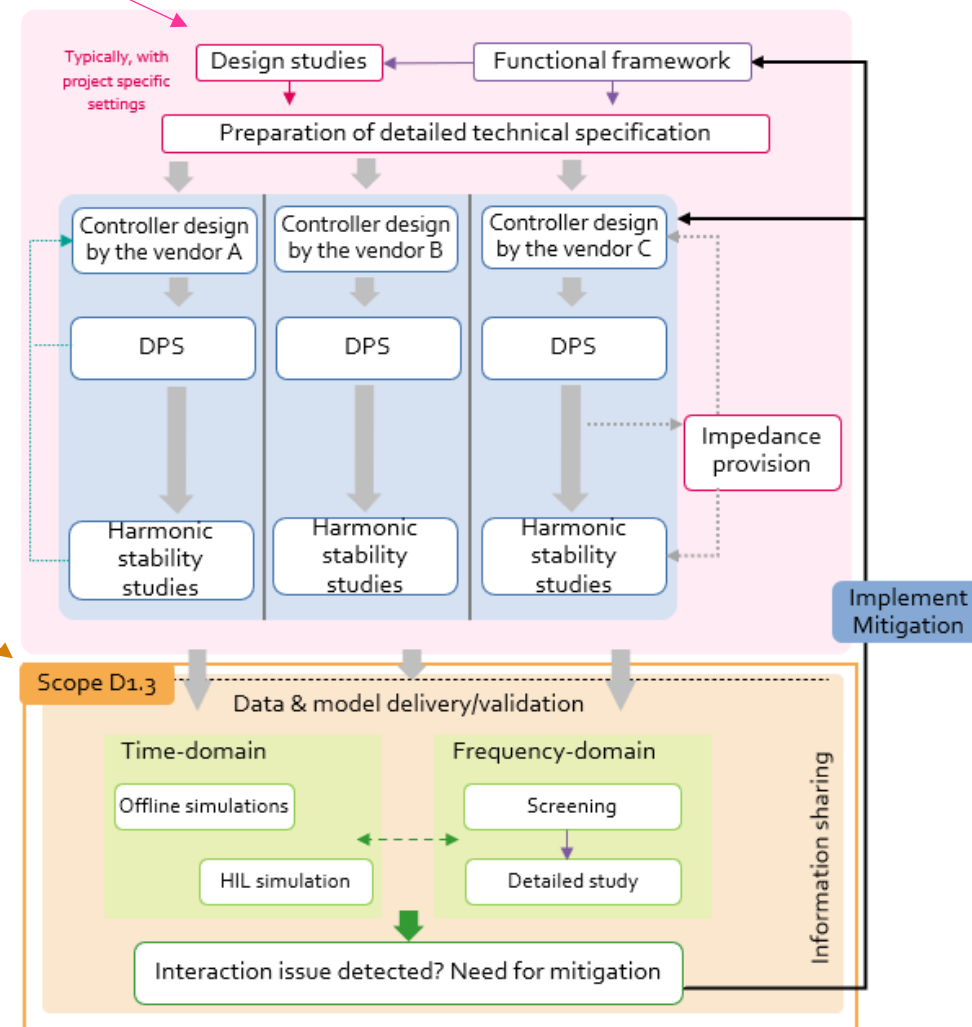 Typically, with
project specific
settings
Design studies
Functional framework
Preparation of detailed technical specification
Controller design
by the vendor A
Controller design
by the vendor B
Controller design
by the vendor C
DPS
DPS
DPS
Impedance
provision
Harmonic
stability
studies
Harmonic
stability
studies
Harmonic
stability
studies
Implement
Mitigation
Scope D1.3
Data & model delivery/validation
Time-domain
Frequency-domain
Offline simulations
Screening
HIL simulation
Detailed study
Information sharing
Interaction issue detected? Need for mitigation